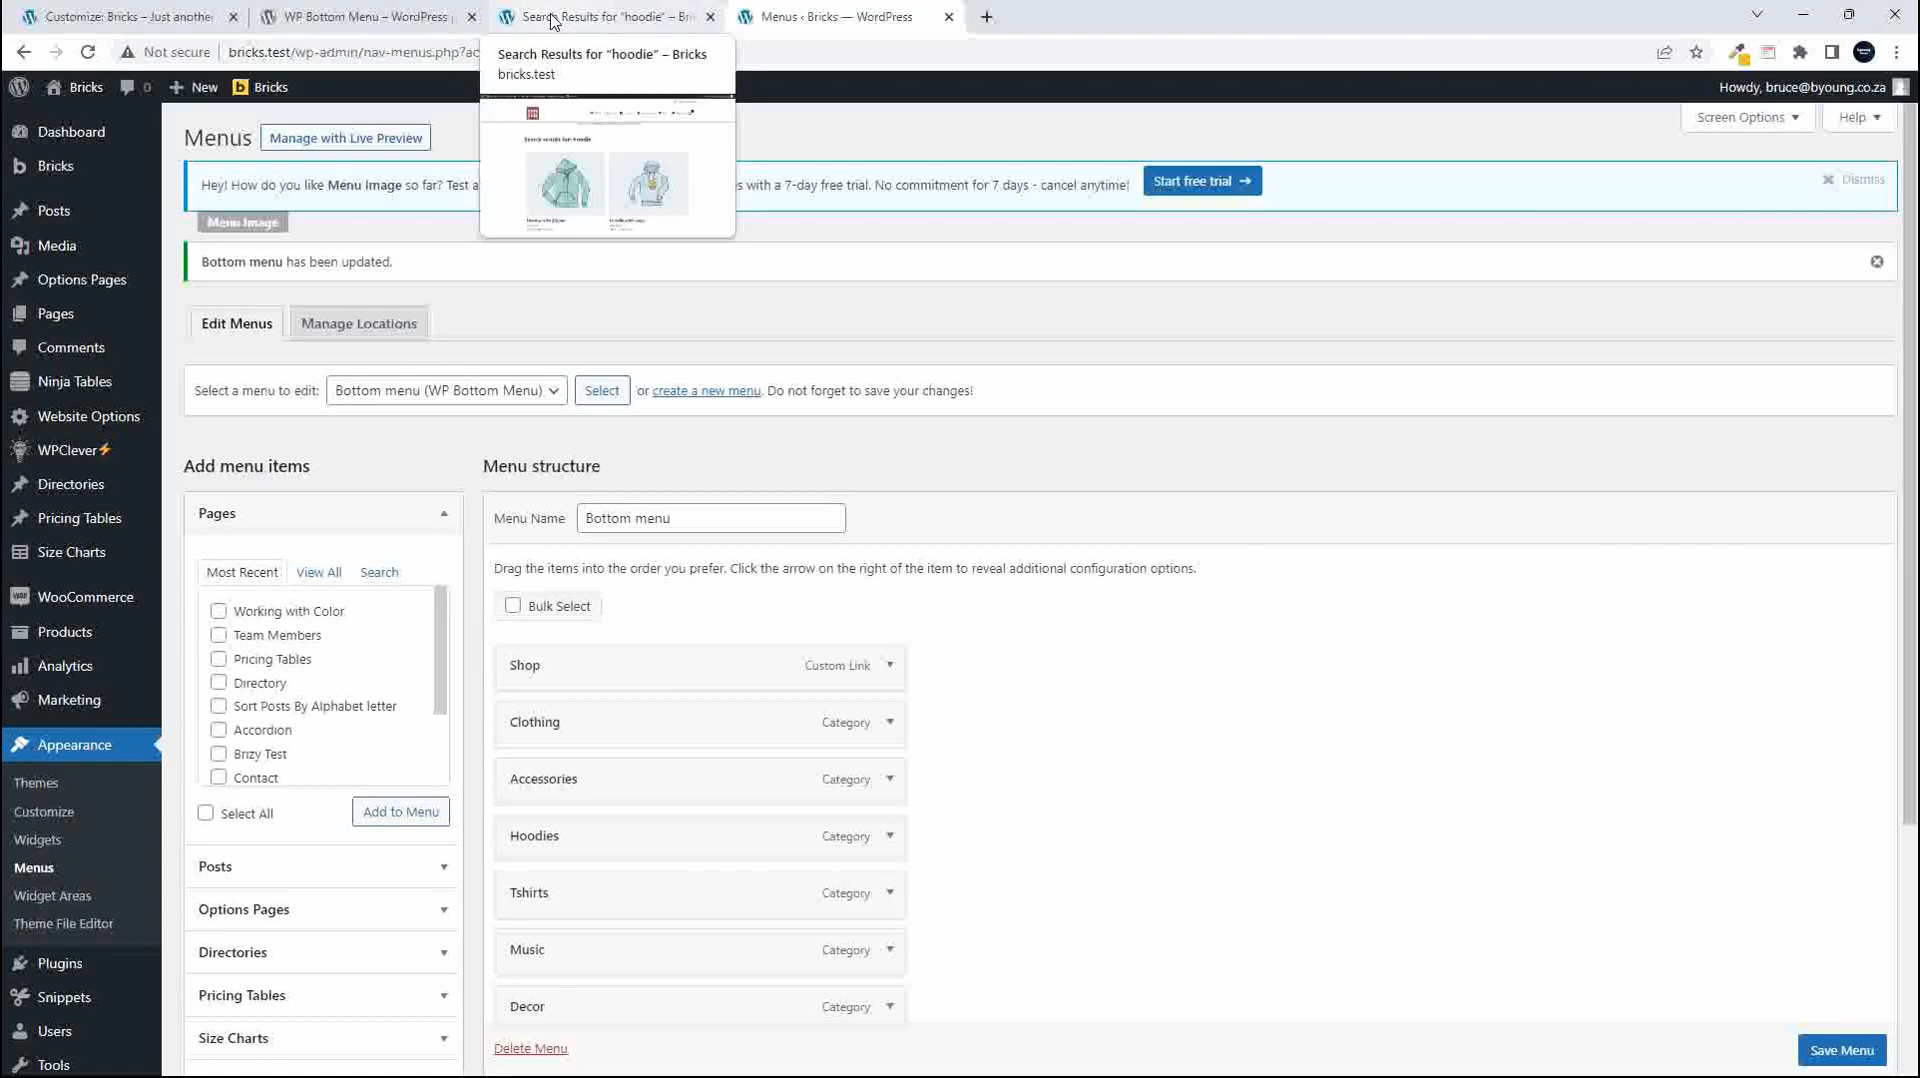 Customize: Bricks – Just another
WP Bottom Menu – WordPress
Search Results for "hoodie" – Bri
Menus ‹ Bricks — WordPress
Not secure
bricks.test/wp-admin/nav-menus.php?ac
Search Results for "hoodie" – Bricks
bricks.test
Search results for: hoodie
Bricks
0
New
Bricks
Howdy, bruce@byoung.co.za
Dashboard
Bricks
Posts
Media
Options Pages
Pages
Comments
Ninja Tables
Website Options
WPClever⚡
Directories
Pricing Tables
Size Charts
WooCommerce
Products
Analytics
Marketing
Appearance
Themes
Customize
Widgets
Menus
Widget Areas
Theme File Editor
Plugins
Snippets
Users
Tools
Screen Options
Help
Menus
Manage with Live Preview
Hey! How do you like Menu Image so far? Test a
es with a 7-day free trial. No commitment for 7 days - cancel anytime!
Start free trial →
Dismiss
Menu Image
Bottom menu has been updated.
Edit Menus
Manage Locations
Select a menu to edit: Bottom menu (WP Bottom Menu) Select or create a new menu. Do not forget to save your changes!
Add menu items
Pages
Most Recent View All Search
Working with Color
Team Members
Pricing Tables
Directory
Sort Posts By Alphabet letter
Accordion
Brizy Test
Contact
Select All
Add to Menu
Posts
Options Pages
Directories
Pricing Tables
Size Charts
Menu structure
Menu Name Bottom menu
Drag the items into the order you prefer. Click the arrow on the right of the item to reveal additional configuration options.
Bulk Select
Shop Custom Link
Clothing Category
Accessories Category
Hoodies Category
Tshirts Category
Music Category
Decor Category
Delete Menu
Save Menu